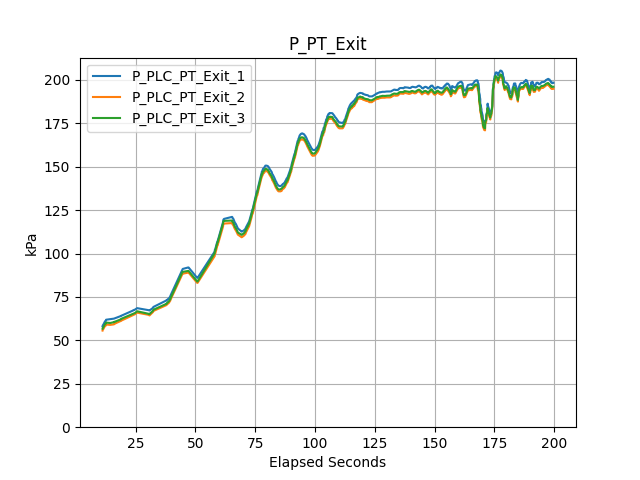 P_PT_Exit
P_PLC_PT_Exit_1
P_PLC_PT_Exit_2
P_PLC_PT_Exit_3
200
175
150
125
100
75
50
25
0
kPa
25 50 75 100 125 150 175 200
Elapsed Seconds